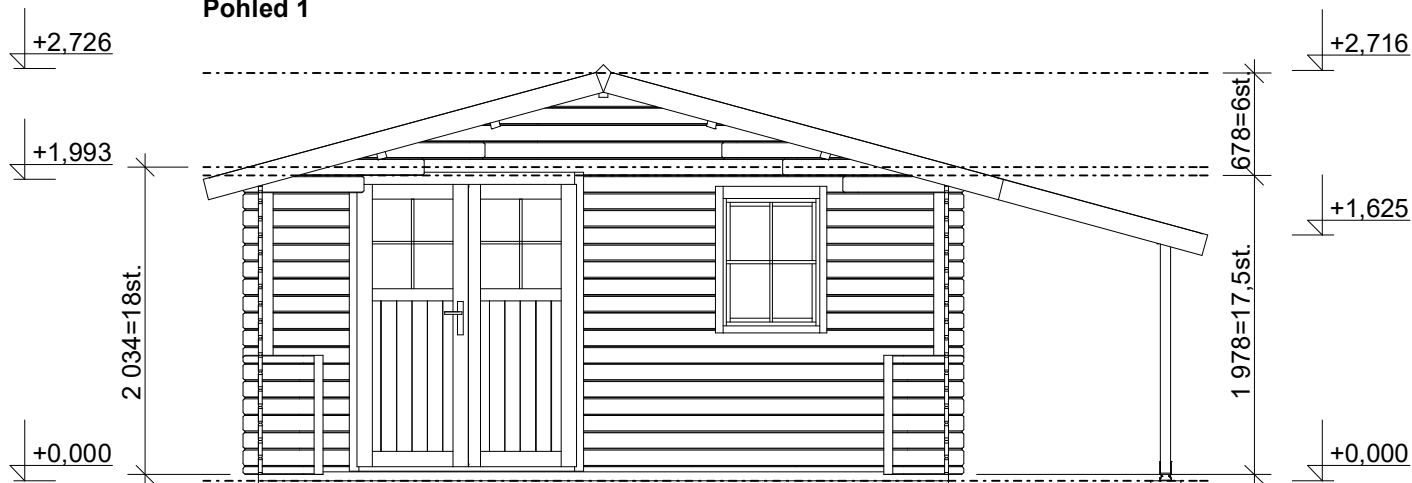 Pohled 1
+2,726
+2,716
678=6st.
+1,993
+1,625
2 034=18st.
1 978=17,5st.
+0,000
+0,000